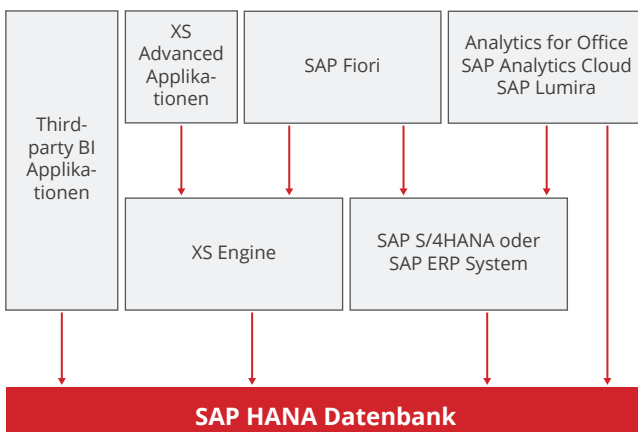 Third-
party BI
Applika-
tionen
XS
Advanced
Applika-
tionen
SAP Fiori
Analytics for Office
SAP Analytics Cloud
SAP Lumira
XS Engine
SAP S/4HANA oder
SAP ERP System
SAP HANA Datenbank